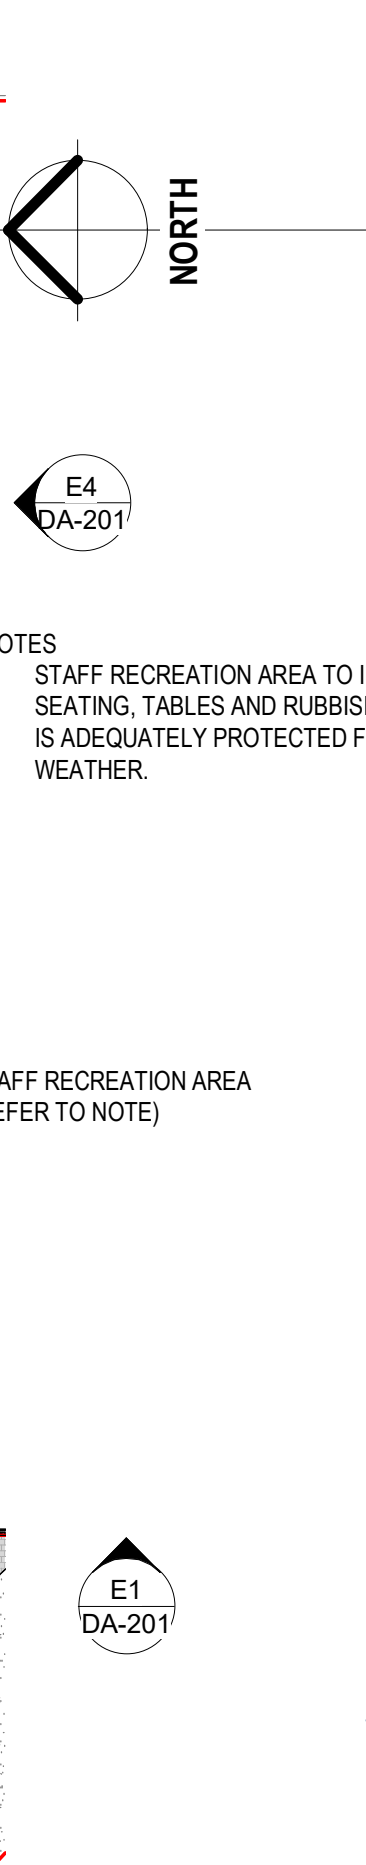 NORTH
E4
DA-201
OTES
STAFF RECREATION AREA TO I
SEATING, TABLES AND RUBBIS
IS ADEQUATELY PROTECTED F
WEATHER.
AFF RECREATION AREA
EFER TO NOTE)
E1
DA-201